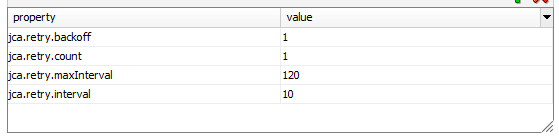 property value
jca.retry.backoff 1
jca.retry.count 1
jca.retry.maxInterval 120
jca.retry.interval 10